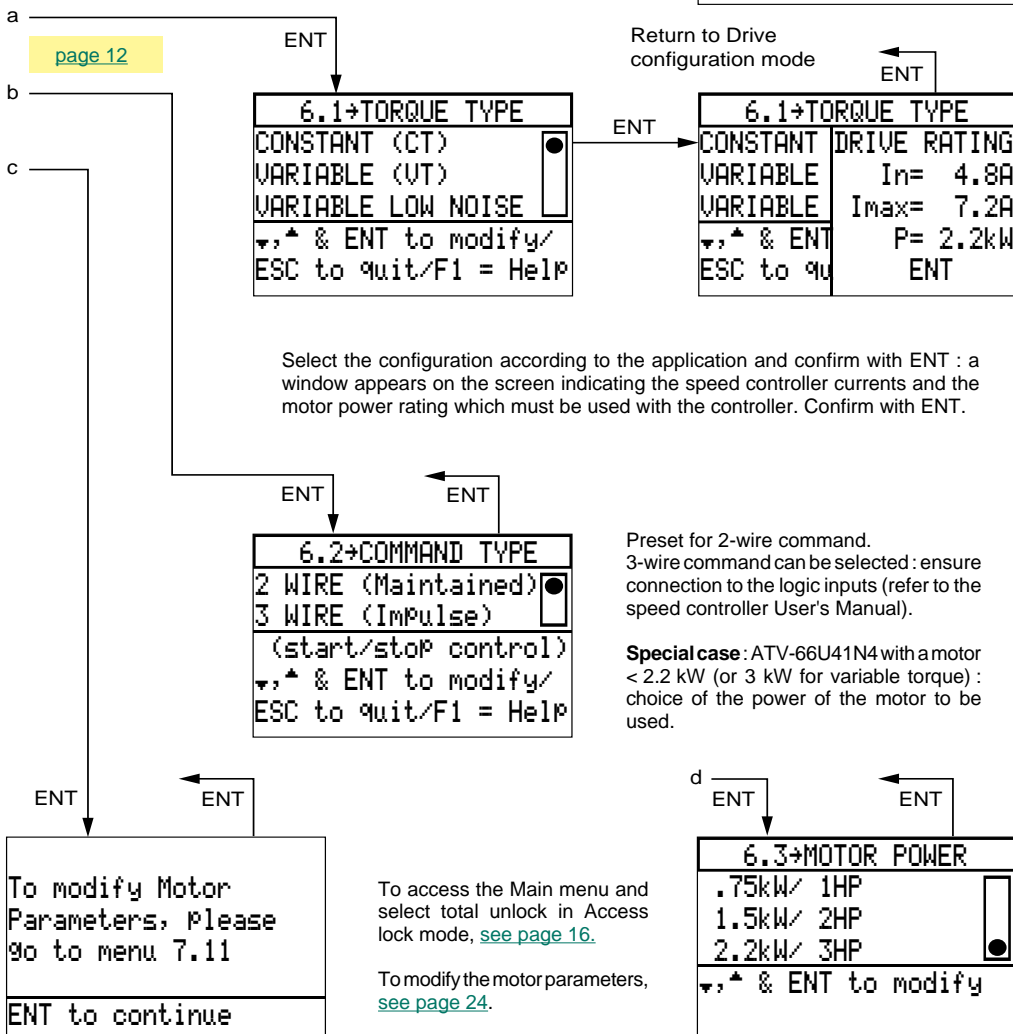 a
page 12
ENT
Return to Drive
configuration mode
ENT
b
6.1→TORQUE TYPE
CONSTANT (CT)
VARIABLE (VT)
VARIABLE LOW NOISE
▾,▴ & ENT to modify/
ESC to quit/F1 = Help
ENT
6.1→TORQUE TYPE
CONSTANT
VARIABLE
VARIABLE
▾,▴ & ENT
ESC to qu
DRIVE RATING
In= 4.8A
Imax= 7.2A
P= 2.2kW
ENT
c
Select the configuration according to the application and confirm with ENT : a
window appears on the screen indicating the speed controller currents and the
motor power rating which must be used with the controller. Confirm with ENT.
ENT
ENT
6.2→COMMAND TYPE
2 WIRE (Maintained)
3 WIRE (Impulse)
(start/stop control)
▾,▴ & ENT to modify/
ESC to quit/F1 = Help
Preset for 2-wire command.
3-wire command can be selected : ensure
connection to the logic inputs (refer to the
speed controller User's Manual).
Special case : ATV-66U41N4 with a motor
< 2.2 kW (or 3 kW for variable torque) :
choice of the power of the motor to be
used.
ENT
ENT
To modify Motor
Parameters, please
go to menu 7.11
ENT to continue
To access the Main menu and
select total unlock in Access
lock mode, see page 16.
To modify the motor parameters,
see page 24.
d
ENT
ENT
6.3→MOTOR POWER
.75kW/ 1HP
1.5kW/ 2HP
2.2kW/ 3HP
▾,▴ & ENT to modify